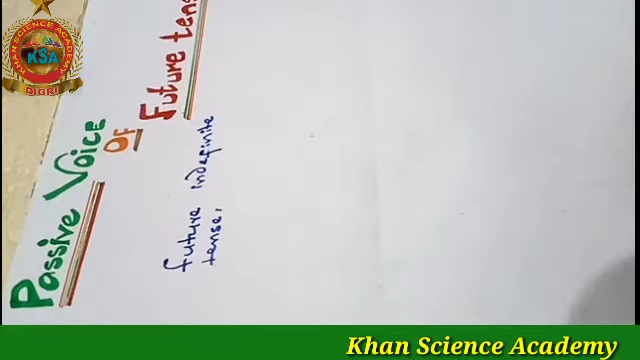 KHAN SCIENCE ACADEMY
KSA
DIGRI
Passive Voice
OF
Future tens
future indefinite
tense,
Khan Science Academy